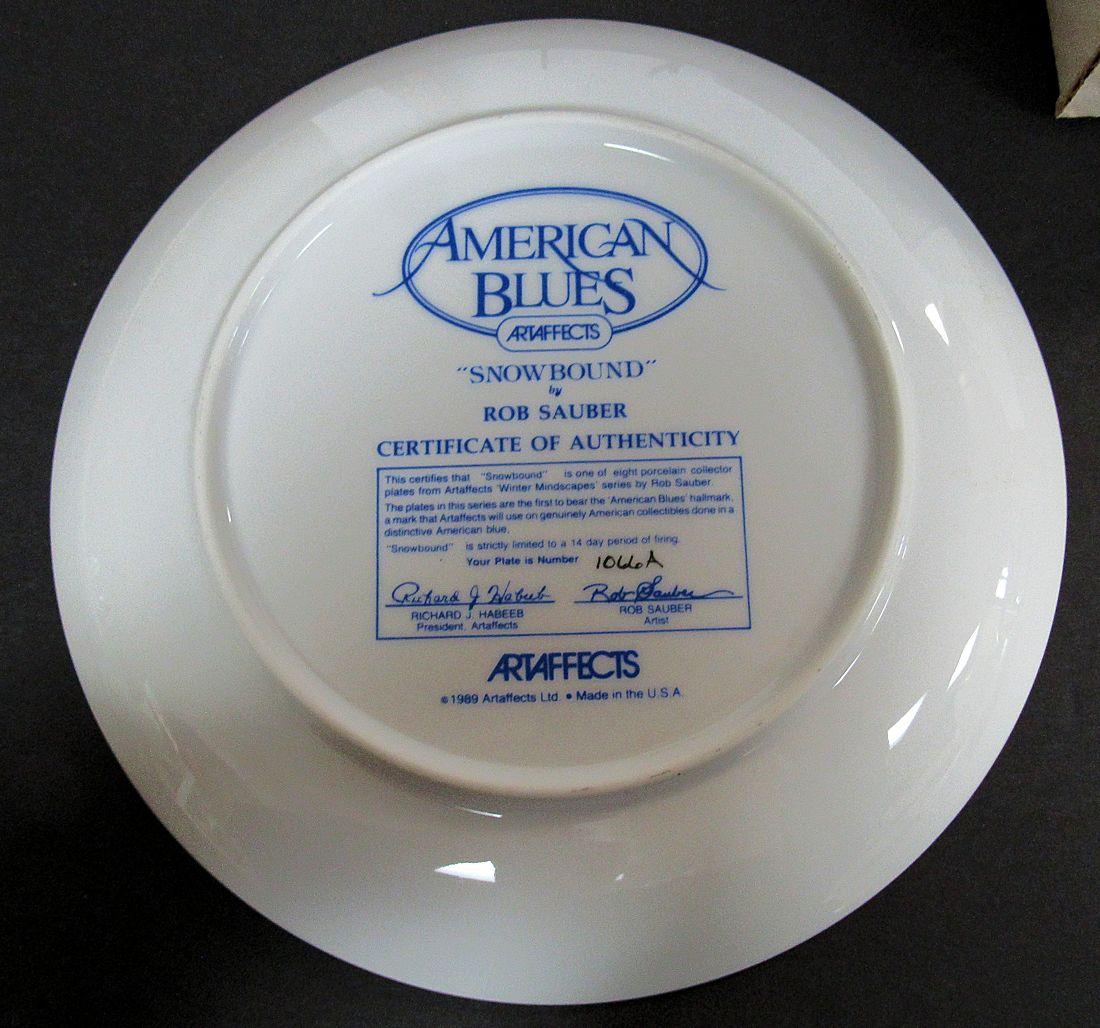 AMERICAN
BLUES
ARTAFFECTS
"SNOWBOUND"
by
ROB SAUBER
CERTIFICATE OF AUTHENTICITY
This certifies that "Snowbound" is one of eight porcelain collector
plates from Artaffects 'Winter Mindscapes' series by Rob Sauber.
The plates in this series are the first to bear the 'American Blues' hallmark,
a mark that Artaffects will use on genuinely American collectibles done in a
distinctive American blue.
"Snowbound" is strictly limited to a 14 day period of firing.
Your Plate is Number 1066A
Richard J. Habeeb Rob Sauber
RICHARD J. HABEEB ROB SAUBER
President, Artaffects Artist
ARTAFFECTS
© 1989 Artaffects Ltd. • Made in the U.S.A.